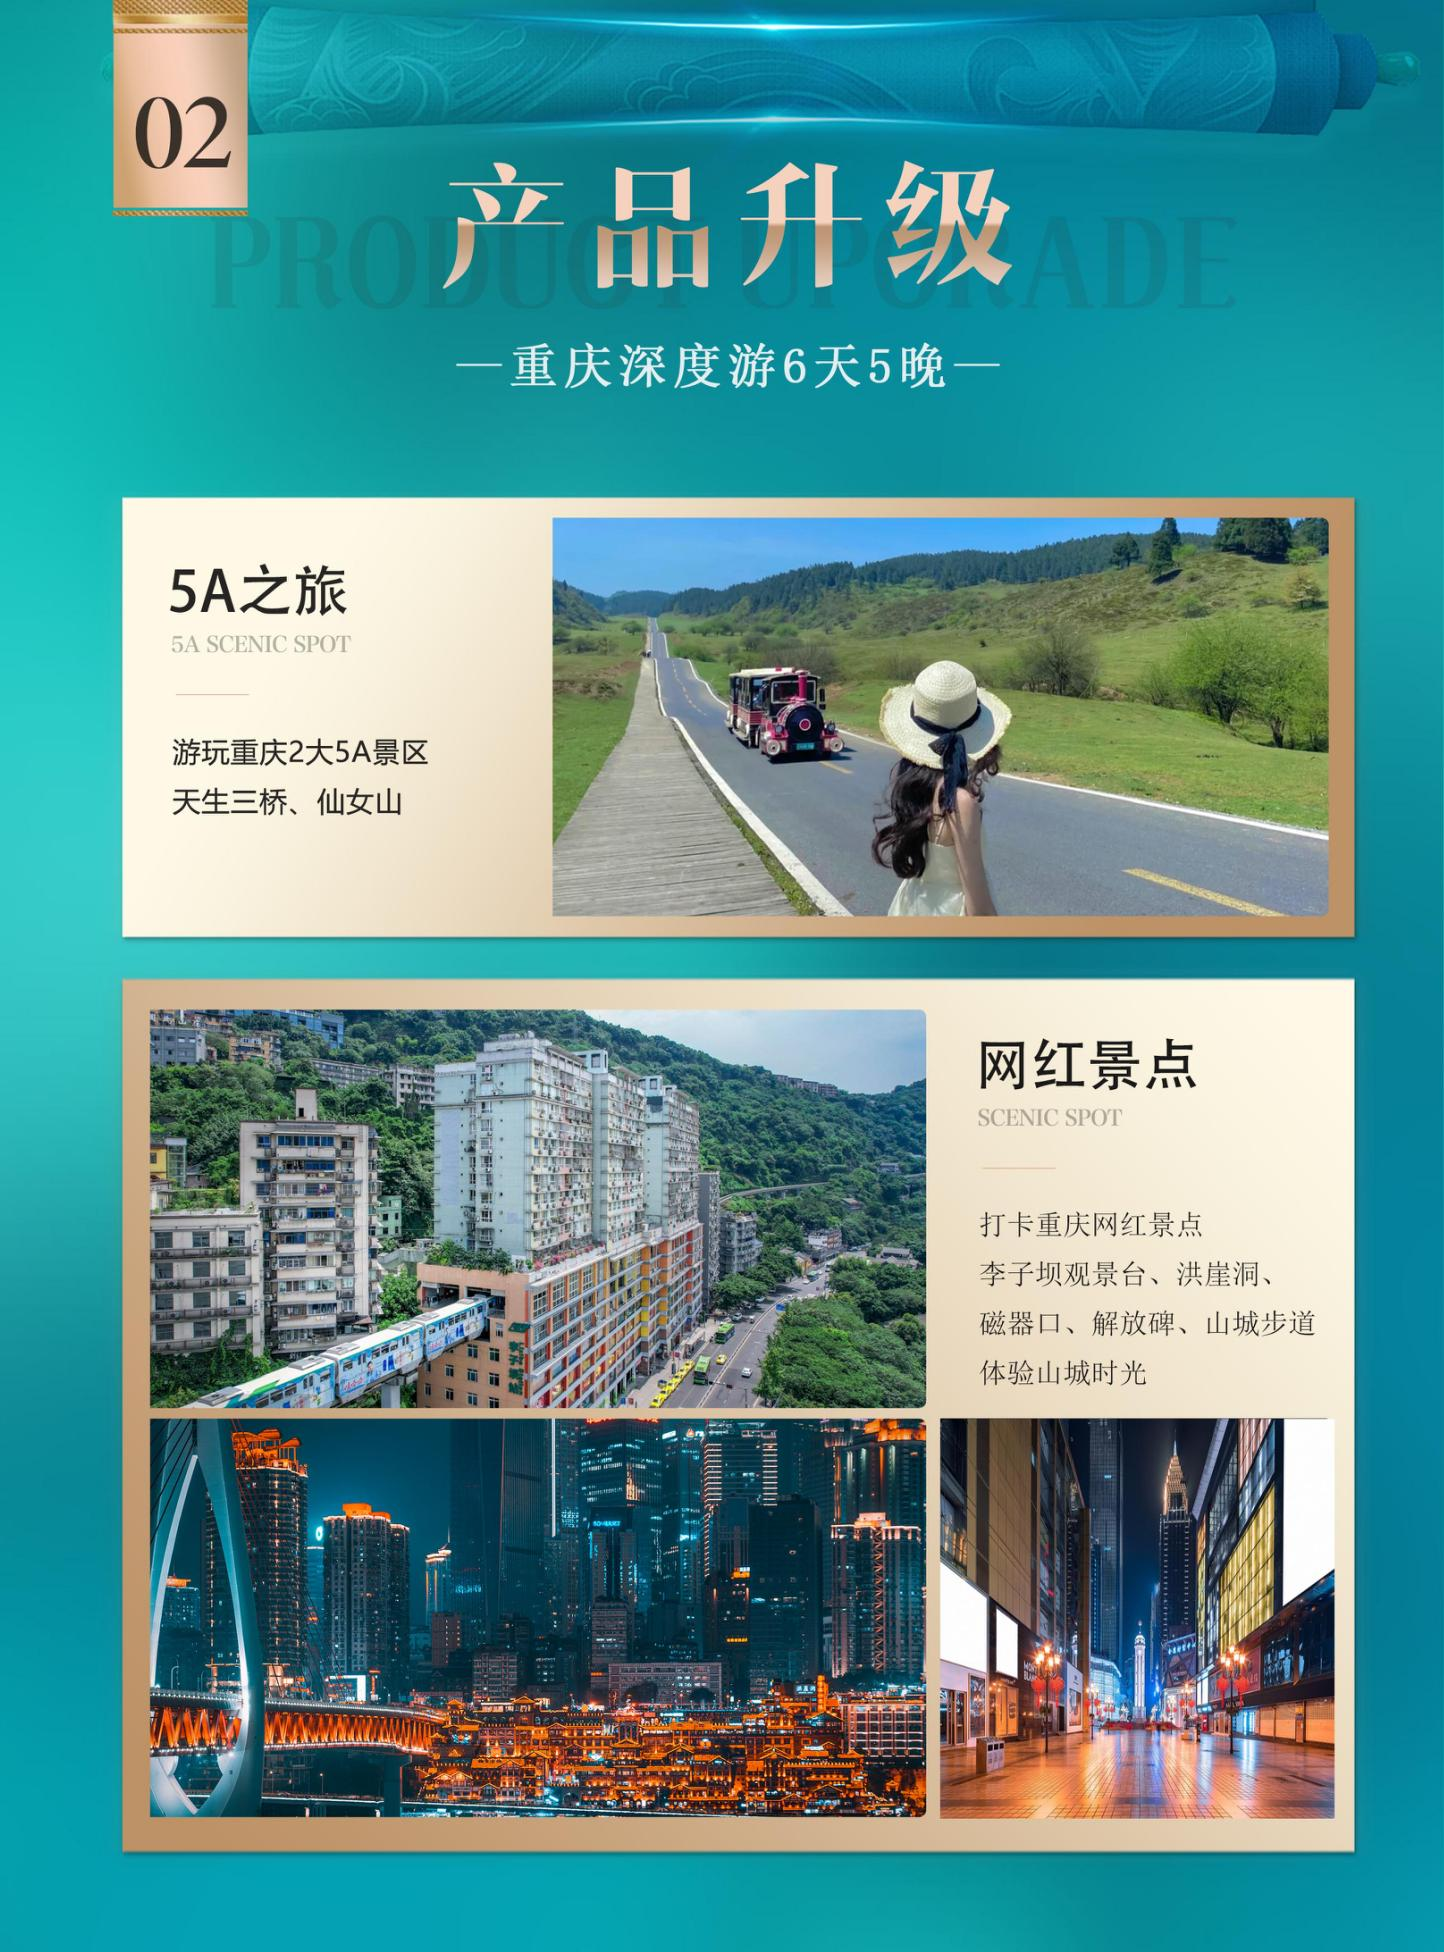 02
产品升级
PRODUCT UPGRADE
—重庆深度游6天5晚—
5A之旅
5A SCENIC SPOT
游玩重庆2大5A景区
天生三桥、仙女山
网红景点
SCENIC SPOT
打卡重庆网红景点
李子坝观景台、洪崖洞、
磁器口、解放碑、山城步道
体验山城时光